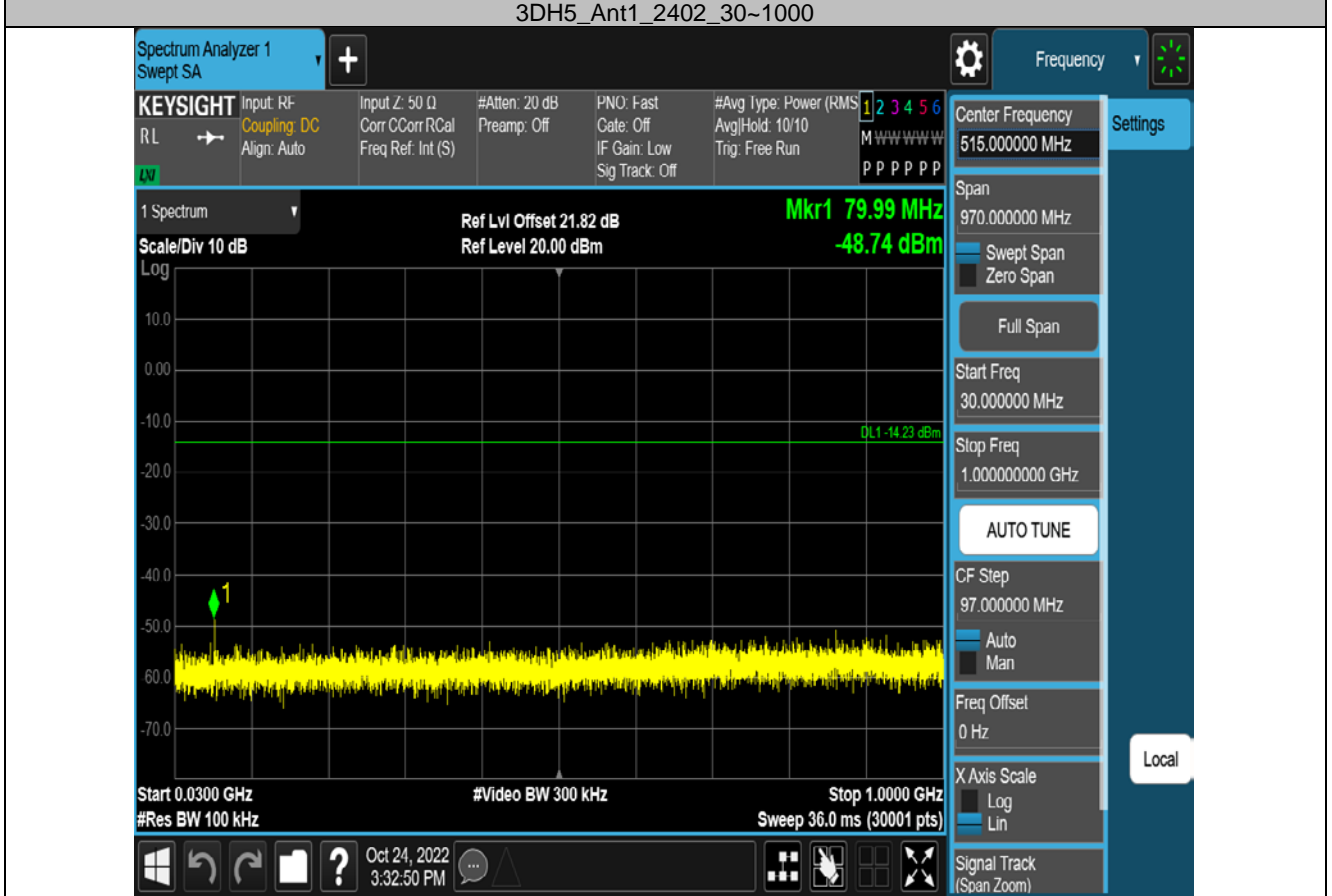 3DH5_Ant1_2402_30~1000
Spectrum Analyzer 1
Swept SA
Frequency
KEYSIGHT
RL
LXI
Input: RF
Coupling: DC
Align: Auto
Input Z: 50 Ω
Corr CCorr RCal
Freq Ref: Int (S)
#Atten: 20 dB
Preamp: Off
PNO: Fast
Gate: Off
IF Gain: Low
Sig Track: Off
#Avg Type: Power (RMS
Avg|Hold: 10/10
Trig: Free Run
1 2 3 4 5 6
M W W W W W
P P P P P P
1 Spectrum
Scale/Div 10 dB
Log
Ref Lvl Offset 21.82 dB
Ref Level 20.00 dBm
Mkr1 79.99 MHz
-48.74 dBm
10.0
0.00
-10.0
DL1 -14.23 dBm
-20.0
-30.0
-40.0
1
-50.0
-60.0
-70.0
Start 0.0300 GHz
#Video BW 300 kHz
Stop 1.0000 GHz
#Res BW 100 kHz
Sweep 36.0 ms (30001 pts)
Oct 24, 2022
3:32:50 PM
Center Frequency
515.000000 MHz
Settings
Span
970.000000 MHz
Swept Span
Zero Span
Full Span
Start Freq
30.000000 MHz
Stop Freq
1.000000000 GHz
AUTO TUNE
CF Step
97.000000 MHz
Auto
Man
Freq Offset
0 Hz
X Axis Scale
Log
Lin
Signal Track
(Span Zoom)
Local